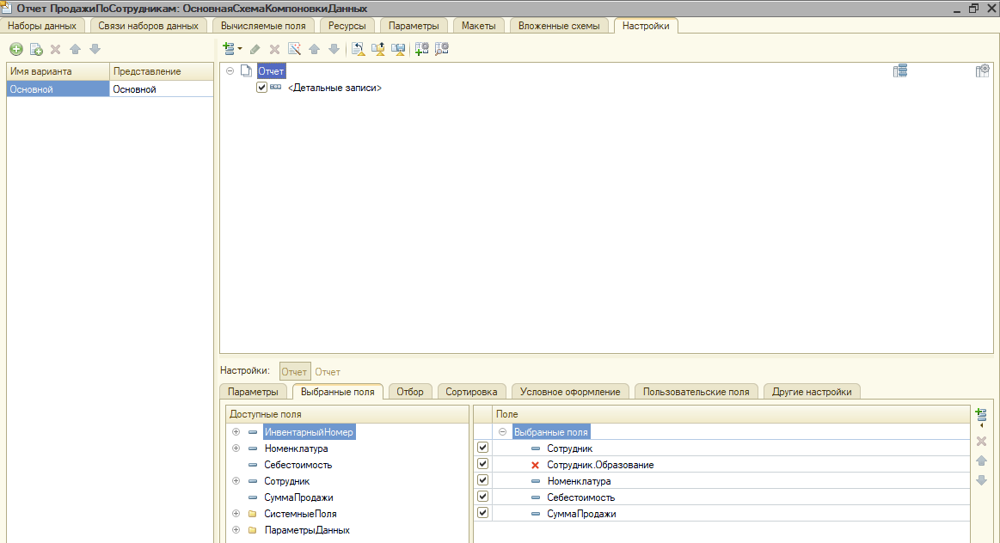 Отчет ПродажиПоСотрудникам: ОсновнаяСхемаКомпоновкиДанных
Наборы данных Связи наборов данных Вычисляемые поля Ресурсы Параметры Макеты Вложенные схемы Настройки
Имя варианта Представление
Основной Основной
Отчет
<Детальные записи>
Настройки: Отчет Отчет
Параметры Выбранные поля Отбор Сортировка Условное оформление Пользовательские поля Другие настройки
Доступные поля
ИнвентарныйНомер
Номенклатура
Себестоимость
Сотрудник
СуммаПродажи
СистемныеПоля
ПараметрыДанных
Поле
Выбранные поля
Сотрудник
Сотрудник.Образование
Номенклатура
Себестоимость
СуммаПродажи